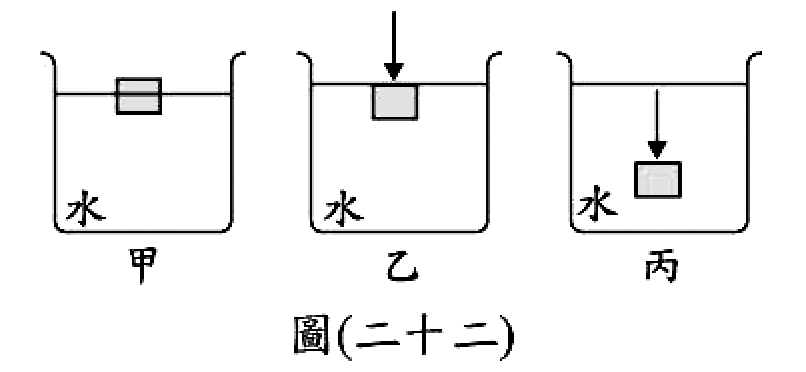 水 水 水
甲 乙 丙
圖(二十二)